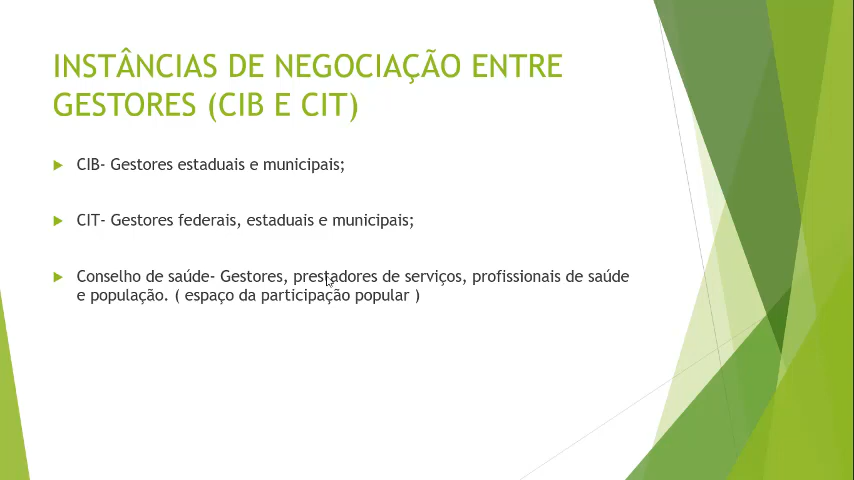 INSTÂNCIAS DE NEGOCIAÇÃO ENTRE
GESTORES (CIB E CIT)
CIB- Gestores estaduais e municipais;
CIT- Gestores federais, estaduais e municipais;
Conselho de saúde- Gestores, prestadores de serviços, profissionais de saúde
e população. ( espaço da participação popular )